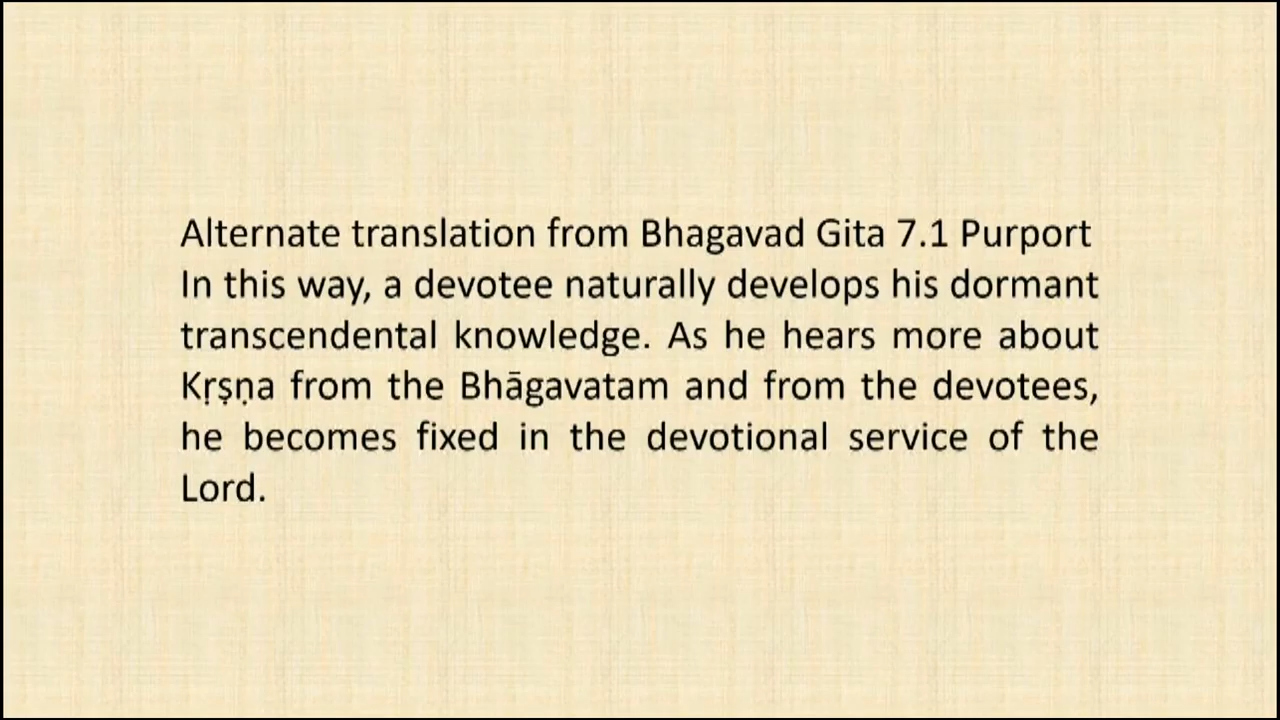 Alternate translation from Bhagavad Gita 7.1 Purport
In this way, a devotee naturally develops his dormant
transcendental knowledge. As he hears more about
Kṛṣṇa from the Bhāgavatam and from the devotees,
he becomes fixed in the devotional service of the
Lord.